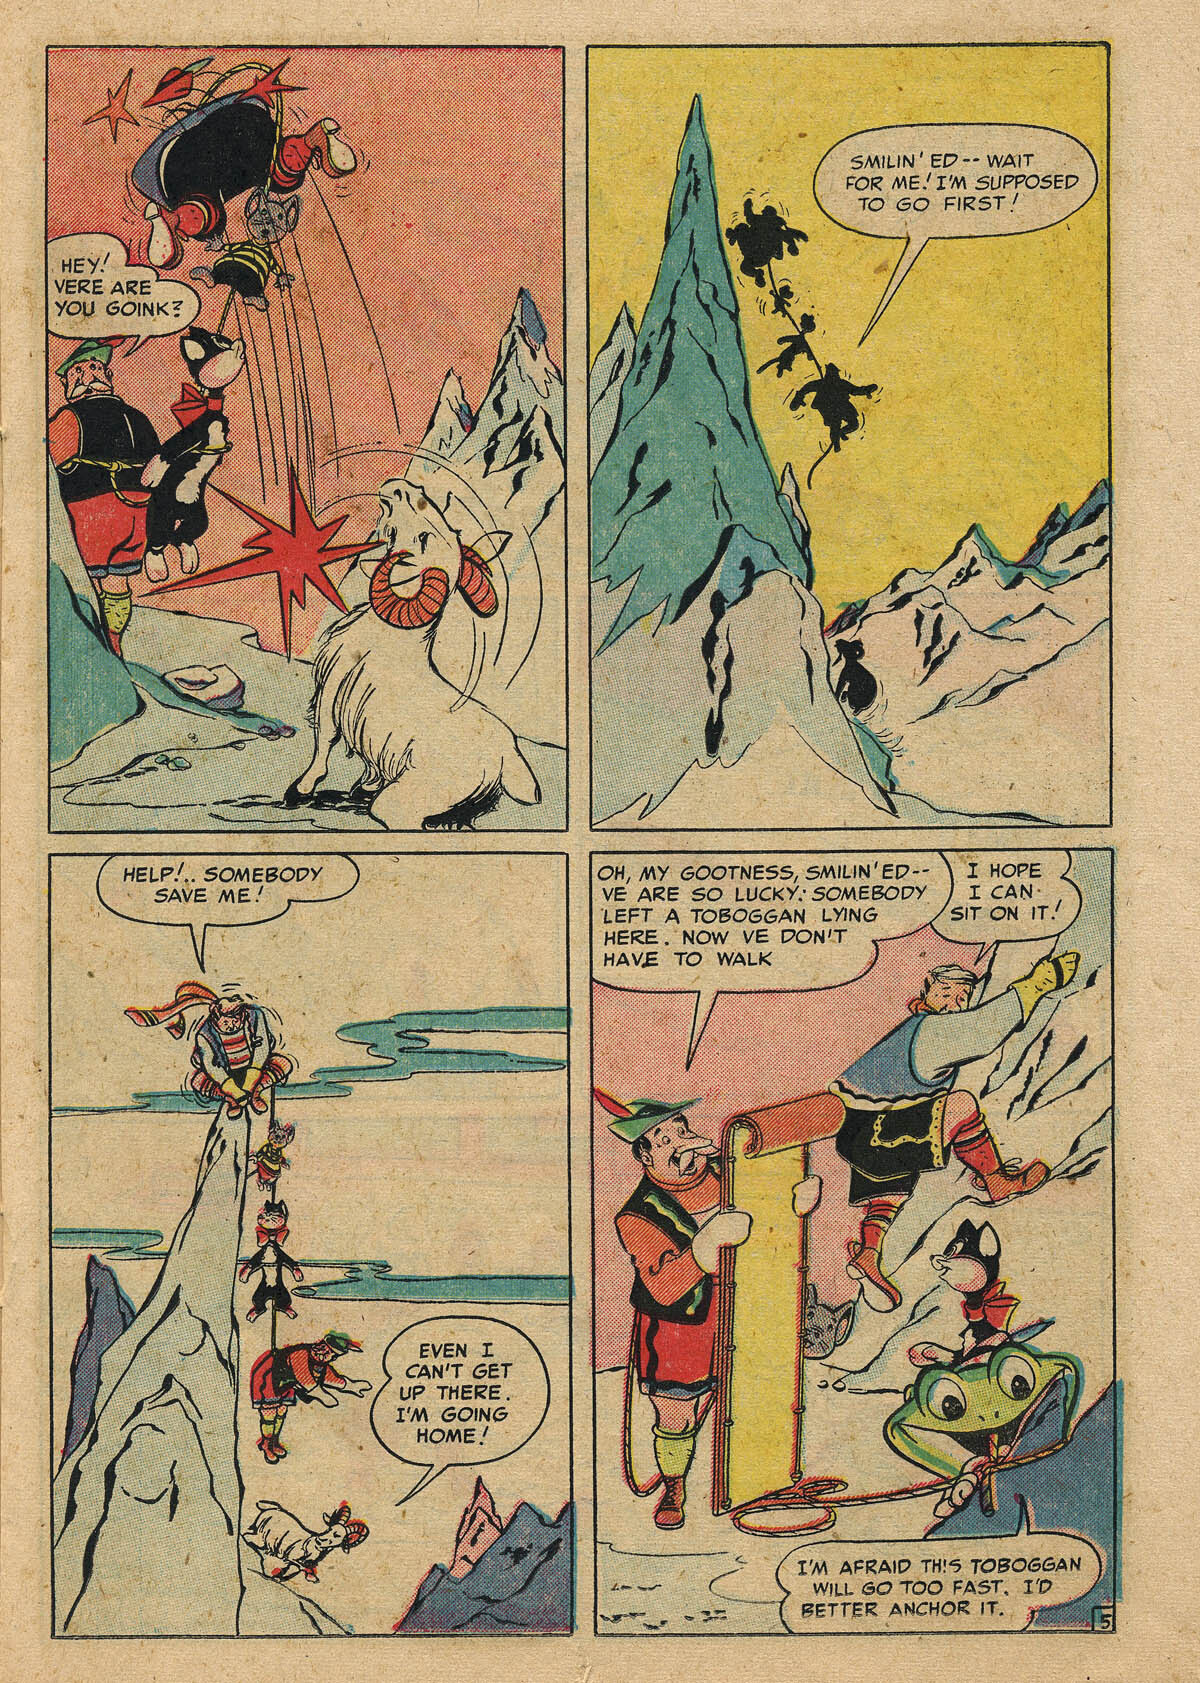 HEY!
VERE ARE
YOU GOINK?
SMILIN' ED-- WAIT
FOR ME! I'M SUPPOSED
TO GO FIRST!
HELP!.. SOMEBODY
SAVE ME!
EVEN I
CAN'T GET
UP THERE.
I'M GOING
HOME!
OH, MY GOOTNESS, SMILIN' ED--
VE ARE SO LUCKY: SOMEBODY
LEFT A TOBOGGAN LYING
HERE. NOW VE DON'T
HAVE TO WALK
I HOPE
I CAN
SIT ON IT!
I'M AFRAID THIS TOBOGGAN
WILL GO TOO FAST. I'D
BETTER ANCHOR IT.
5